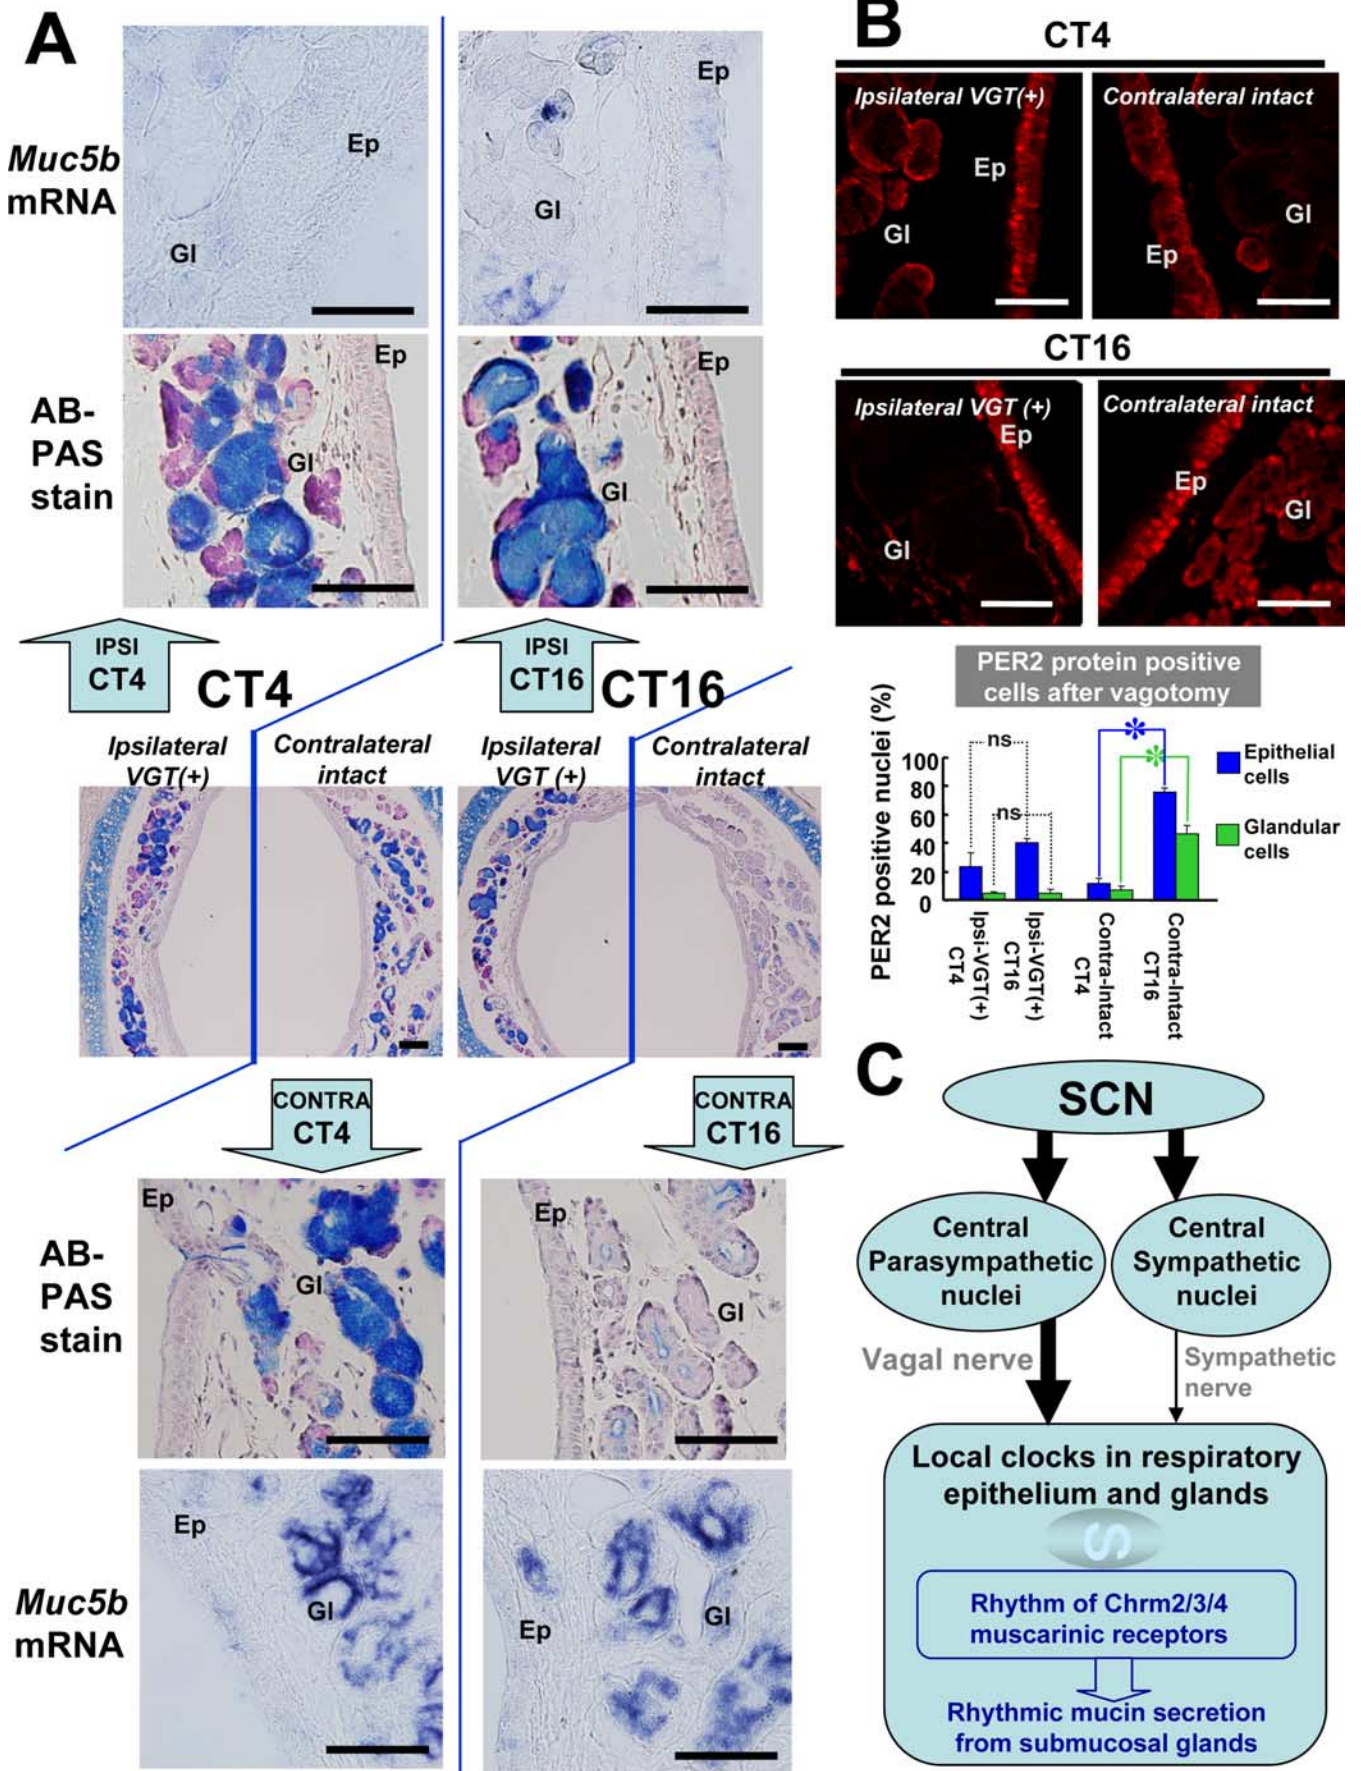 A
Muc5b
mRNA
Ep
Gl
Ep
Gl
AB-
PAS
stain
Ep
Gl
Ep
Gl
IPSI
CT4
CT4
IPSI
CT16
CT16
Ipsilateral
VGT(+)
Contralateral
intact
Ipsilateral
VGT (+)
Contralateral
intact
CONTRA
CT4
CONTRA
CT16
AB-
PAS
stain
Ep
Gl
Ep
Gl
Muc5b
mRNA
Ep
Gl
Ep
Gl
B
CT4
Ipsilateral VGT(+)
Ep
Gl
Contralateral intact
Gl
Ep
CT16
Ipsilateral VGT (+)
Ep
Gl
Contralateral intact
Ep
Gl
PER2 protein positive
cells after vagotomy
PER2 positive nuclei (%)
100
80
60
40
20
0
ns
ns
*
*
Epithelial
cells
Glandular
cells
Ipsi-VGT(+)
CT4
Ipsi-VGT(+)
CT16
Contra-Intact
CT4
Contra-Intact
CT16
C
SCN
Central
Parasympathetic
nuclei
Central
Sympathetic
nuclei
Vagal nerve
Sympathetic
nerve
Local clocks in respiratory
epithelium and glands
S
Rhythm of Chrm2/3/4
muscarinic receptors
Rhythmic mucin secretion
from submucosal glands